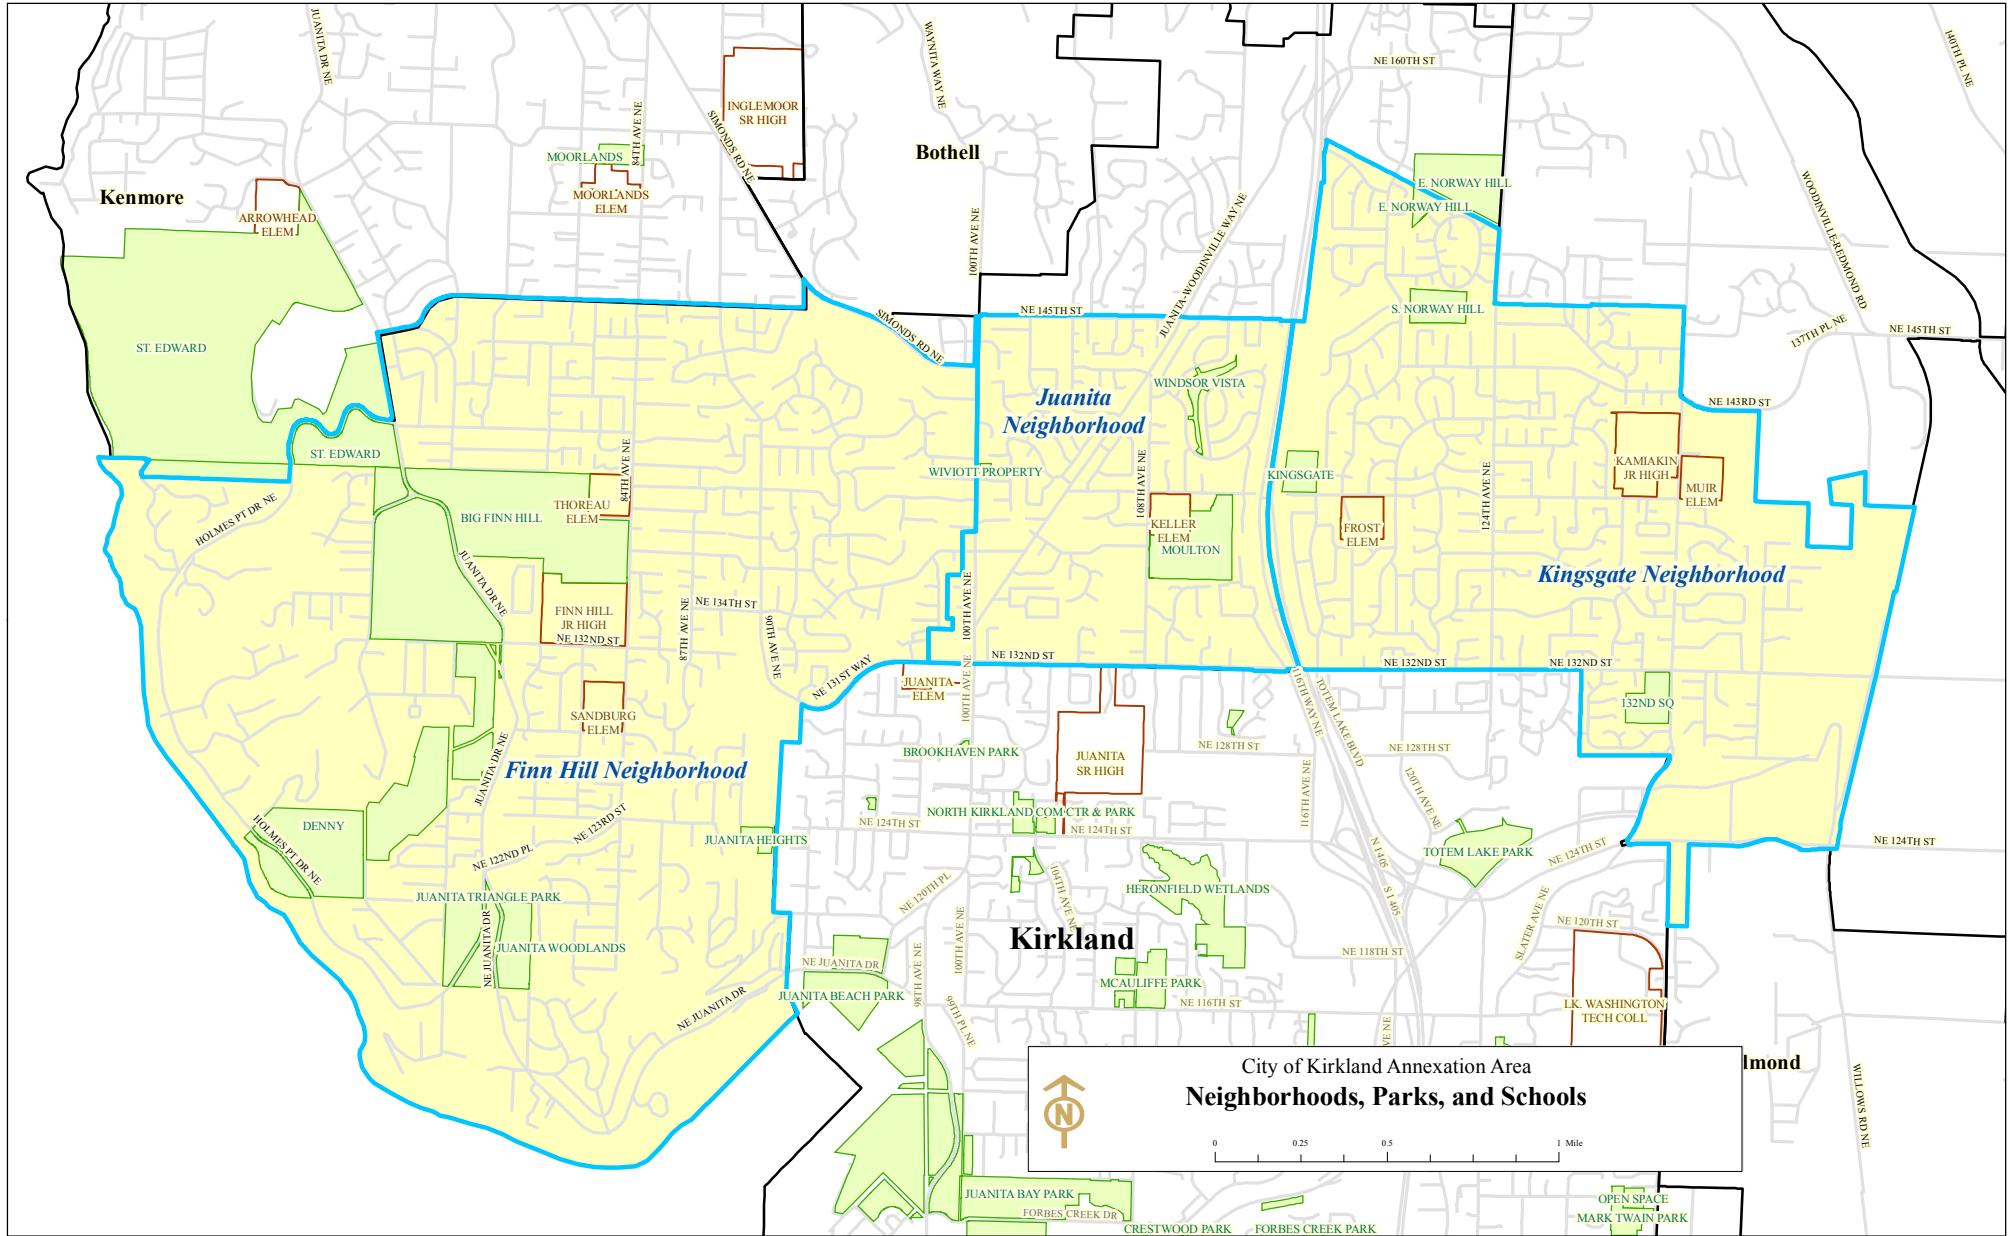 JUANITA DR NE
WAYNITA WAY NE
140TH PL NE
NE 160TH ST
INGLEMOOR
SR HIGH
84TH AVE NE
SIMONDS RD NE
Bothell
MOORLANDS
MOORLANDS
ELEM
Kenmore
ARROWHEAD
ELEM
E. NORWAY HILL
E. NORWAY HILL
WOODINVILLE-REDMOND RD
100TH AVE NE
JUANITA-WOODINVILLE WAY NE
S. NORWAY HILL
NE 145TH ST
SIMONDS RD NE
137TH PL NE
NE 145TH ST
ST. EDWARD
WINDSOR VISTA
Juanita
Neighborhood
NE 143RD ST
ST. EDWARD
WIVIOTT PROPERTY
KINGSGATE
KAMIAKIN
JR HIGH
MUIR
ELEM
84TH AVE NE
108TH AVE NE
124TH AVE NE
HOLMES PT DR NE
BIG FINN HILL
THOREAU
ELEM
KELLER
ELEM
MOULTON
FROST
ELEM
JUANITA DR NE
Kingsgate Neighborhood
FINN HILL
JR HIGH
NE 132ND ST
87TH AVE NE
NE 134TH ST
90TH AVE NE
100TH AVE NE
NE 131ST WAY
NE 132ND ST
NE 132ND ST
NE 132ND ST
JUANITA
ELEM
100TH AVE NE
116TH WAY NE
TOTEM LAKE BLVD
132ND SQ
SANDBURG
ELEM
BROOKHAVEN PARK
JUANITA
SR HIGH
NE 128TH ST
NE 128TH ST
JUANITA DR NE
Finn Hill Neighborhood
116TH AVE NE
120TH AVE NE
NORTH KIRKLAND COM CTR & PARK
NE 124TH ST
NE 124TH ST
DENNY
HOLMES PT DR NE
NE 123RD ST
NE 122ND PL
JUANITA HEIGHTS
N I 405
S I 405
TOTEM LAKE PARK
NE 124TH ST
NE 124TH ST
JUANITA TRIANGLE PARK
NE 120TH PL
104TH AVE NE
HERONFIELD WETLANDS
SLATER AVE NE
NE 120TH ST
JUANITA WOODLANDS
NE JUANITA DR
100TH AVE NE
Kirkland
NE 118TH ST
NE JUANITA DR
98TH AVE NE
JUANITA BEACH PARK
MCAULIFFE PARK
NE 116TH ST
NE JUANITA DR
99TH PL NE
LK. WASHINGTON
TECH COLL
VE NE
lmond
WILLOWS RD NE
City of Kirkland Annexation Area
Neighborhoods, Parks, and Schools
N
0 0.25 0.5 1 Mile
JUANITA BAY PARK
FORBES CREEK DR
CRESTWOOD PARK
FORBES CREEK PARK
OPEN SPACE
MARK TWAIN PARK